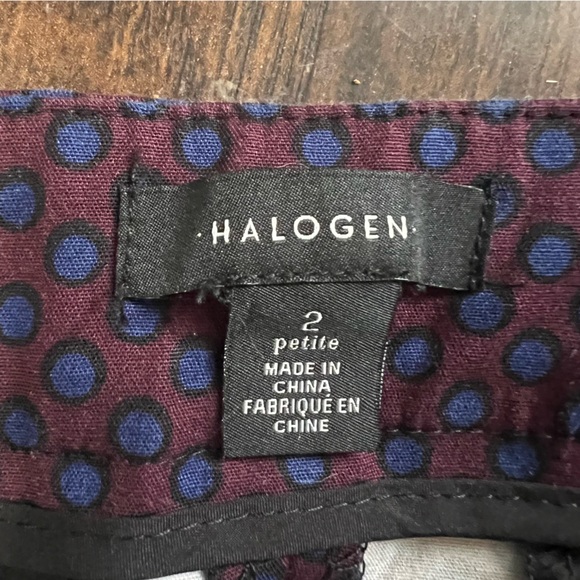 ·HALOGEN·
2
petite
MADE IN
CHINA
FABRIQUÉ EN
CHINE